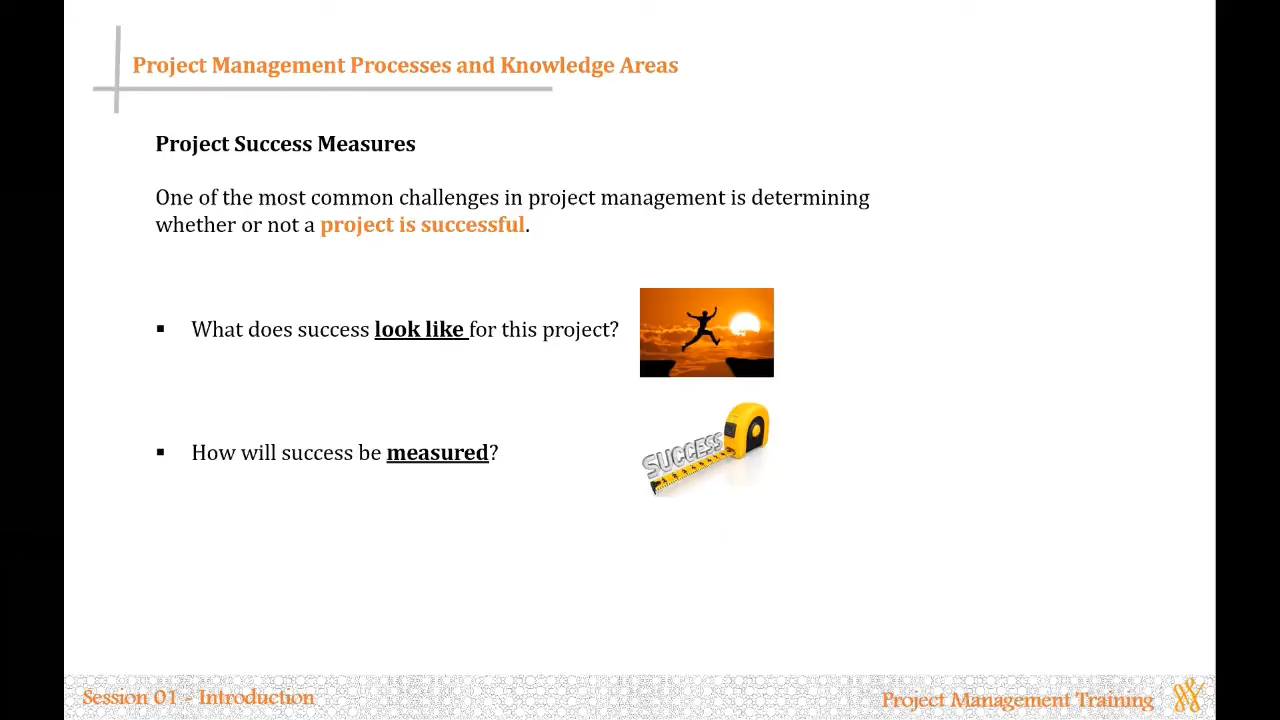 Project Management Processes and Knowledge Areas
Project Success Measures
One of the most common challenges in project management is determining
whether or not a project is successful.
▪ What does success look like for this project?
SUCCESS
▪ How will success be measured?
Session 01 - Introduction
Project Management Training